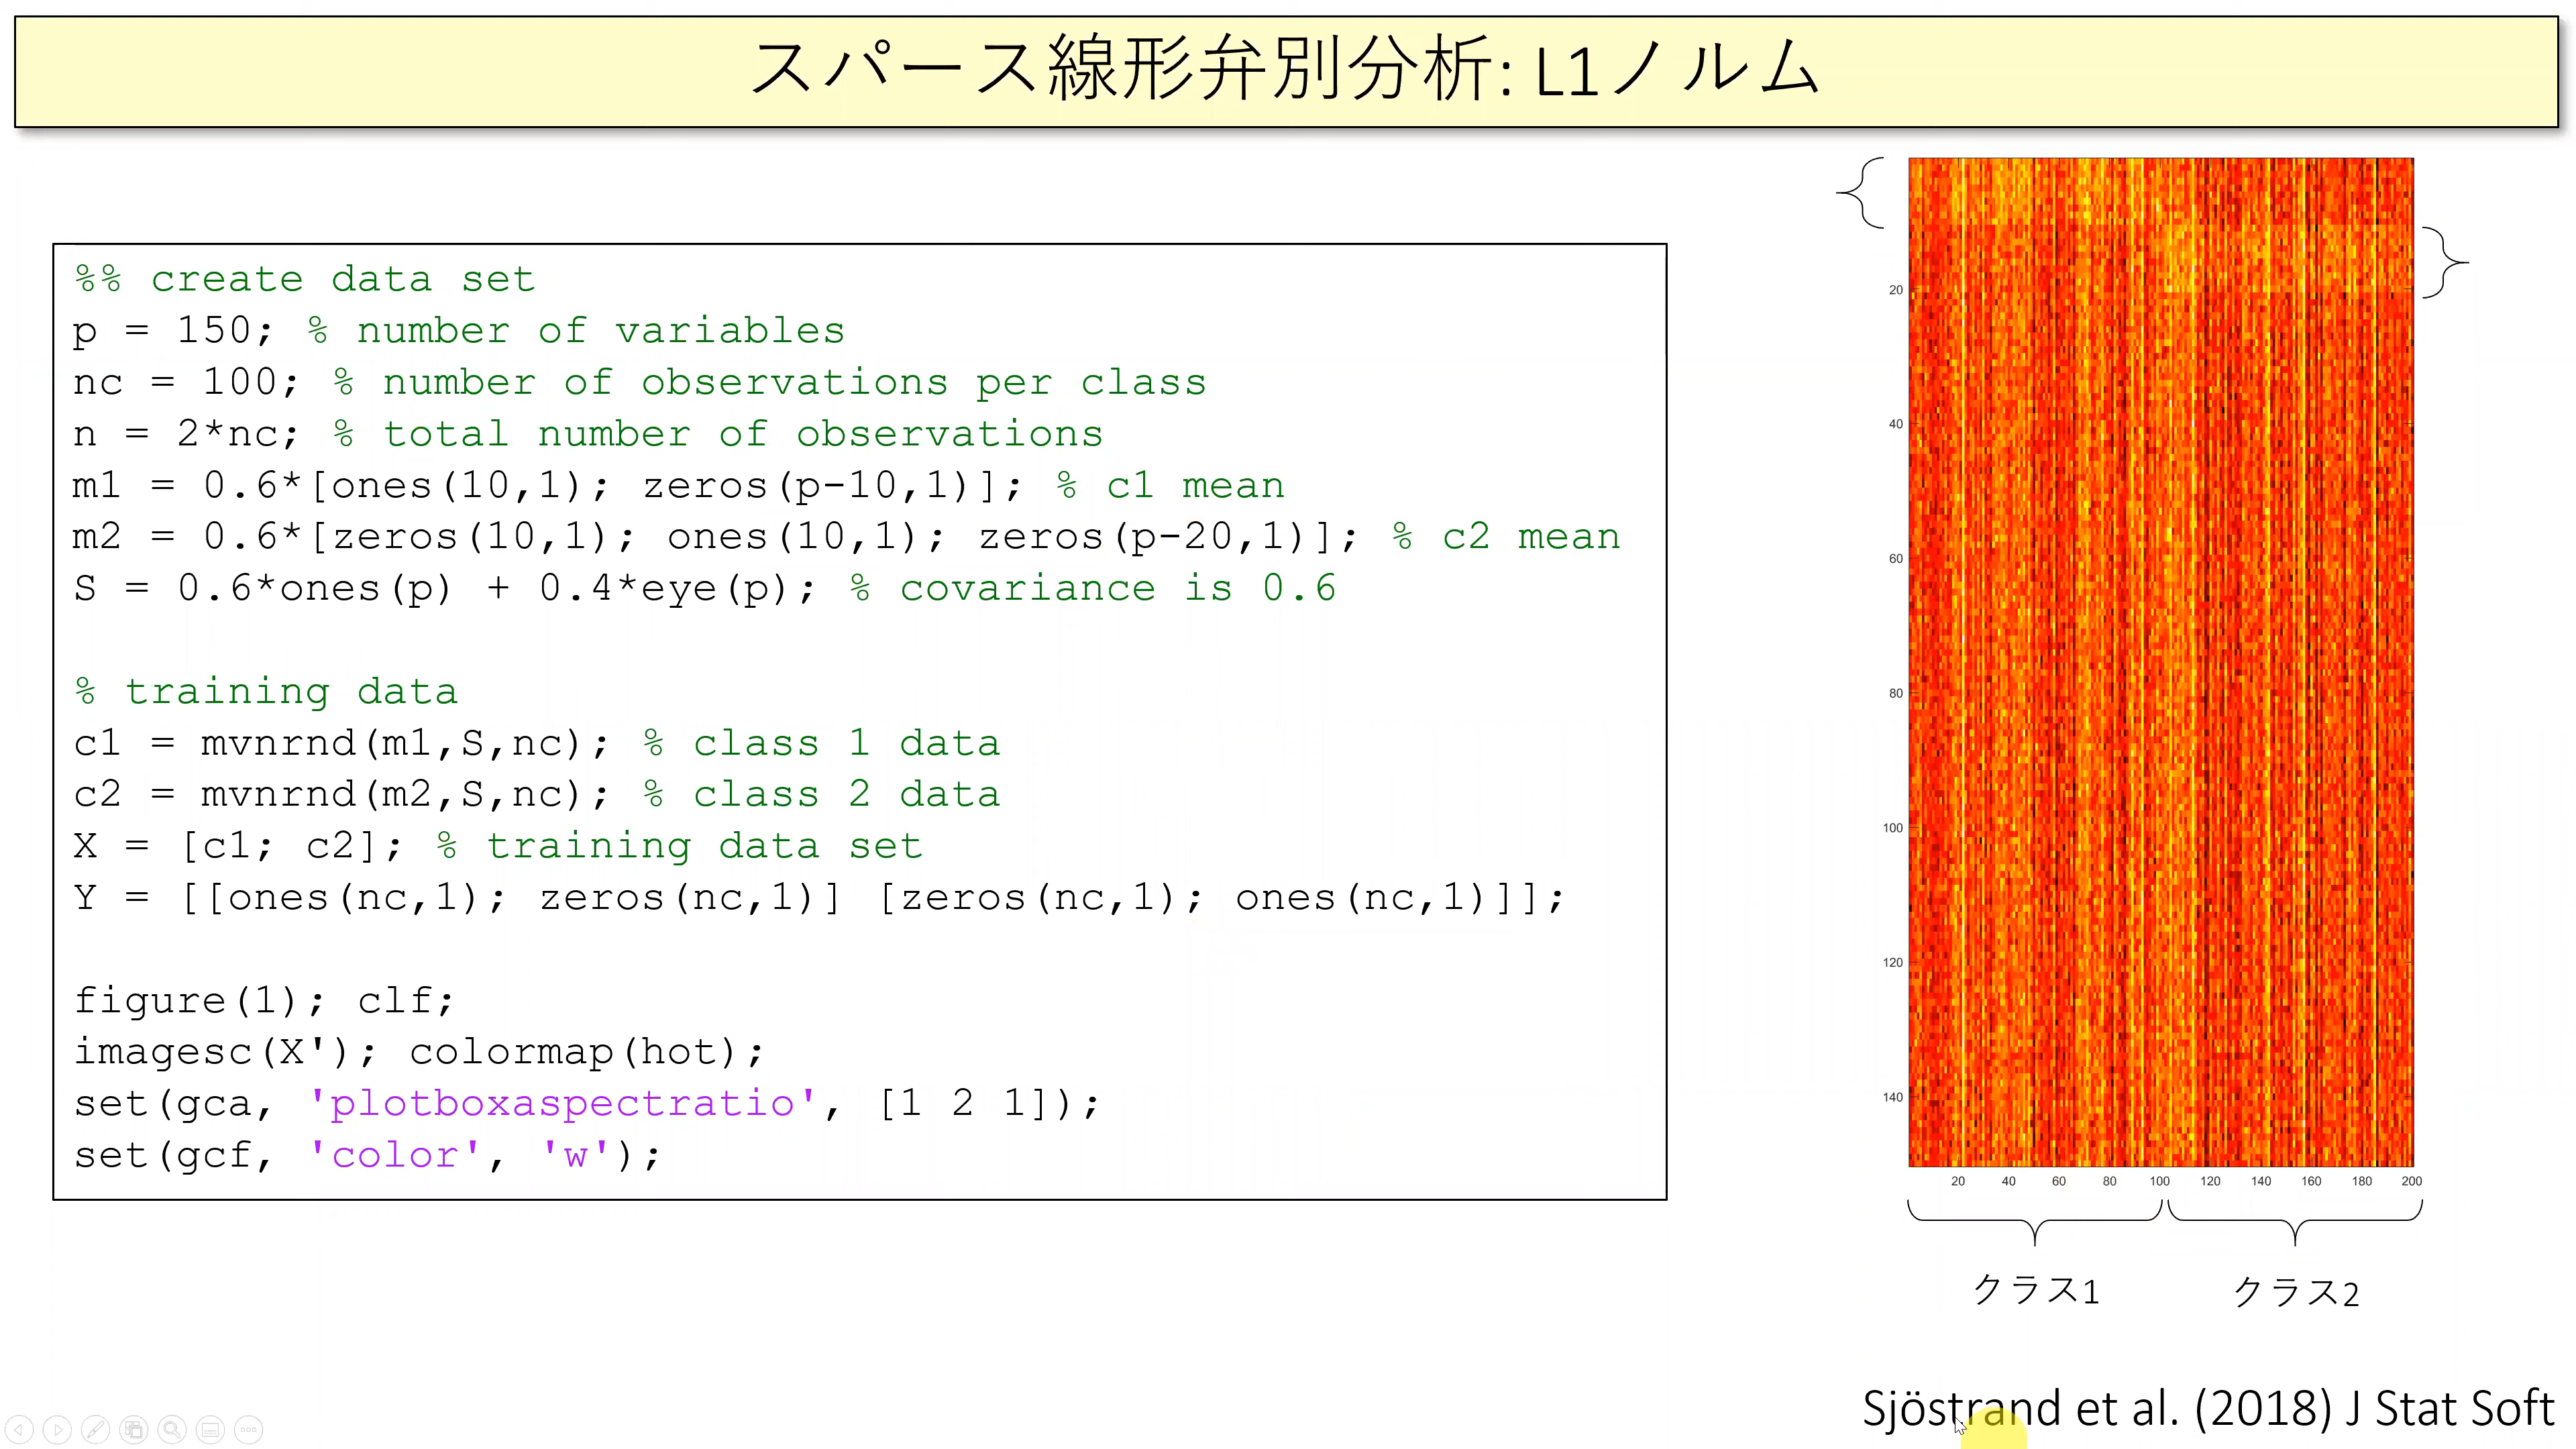 スパース線形弁別分析: L1ノルム
%% create data set
p = 150; % number of variables
nc = 100; % number of observations per class
n = 2*nc; % total number of observations
m1 = 0.6*[ones(10,1); zeros(p-10,1)]; % c1 mean
m2 = 0.6*[zeros(10,1); ones(10,1); zeros(p-20,1)]; % c2 mean
S = 0.6*ones(p) + 0.4*eye(p); % covariance is 0.6
% training data
c1 = mvnrnd(m1,S,nc); % class 1 data
c2 = mvnrnd(m2,S,nc); % class 2 data
X = [c1; c2]; % training data set
Y = [[ones(nc,1); zeros(nc,1)] [zeros(nc,1); ones(nc,1)]];
figure(1); clf;
imagesc(X'); colormap(hot);
set(gca, 'plotboxaspectratio', [1 2 1]);
set(gcf, 'color', 'w');
20
40
60
80
100
120
140
20 40 60 80 100 120 140 160 180 200
クラス1 クラス2
Sjöstrand et al. (2018) J Stat Soft